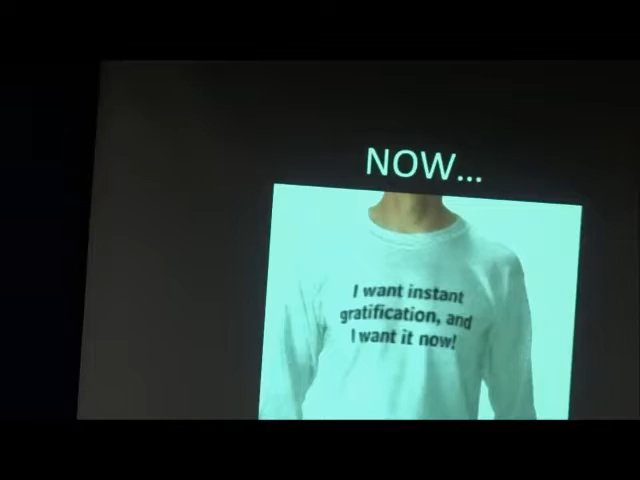 NOW...
I want instant
gratification, and
I want it now!